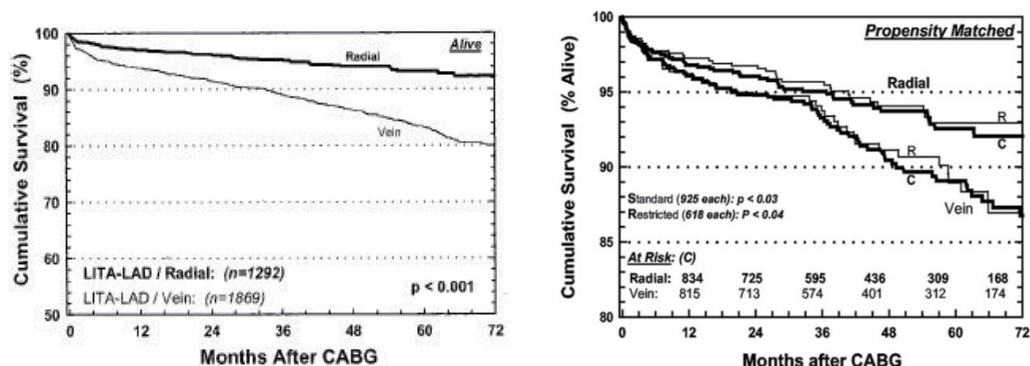 Alive
Cumulative Survival (%)
100
90
80
70
60
50
Radial
Vein
LITA-LAD / Radial: (n=1292)
LITA-LAD / Vein: (n=1869)
p < 0.001
0 12 24 36 48 60 72
Months After CABG
Propensity Matched
Cumulative Survival (% Alive)
100
95
90
85
80
Radial
R
C
R
C
Vein
Standard (925 each): p < 0.03
Restricted (618 each): P < 0.04
At Risk: (C)
Radial: 834 725 595 436 309 168
Vein: 815 713 574 401 312 174
0 12 24 36 48 60 72
Months after CABG